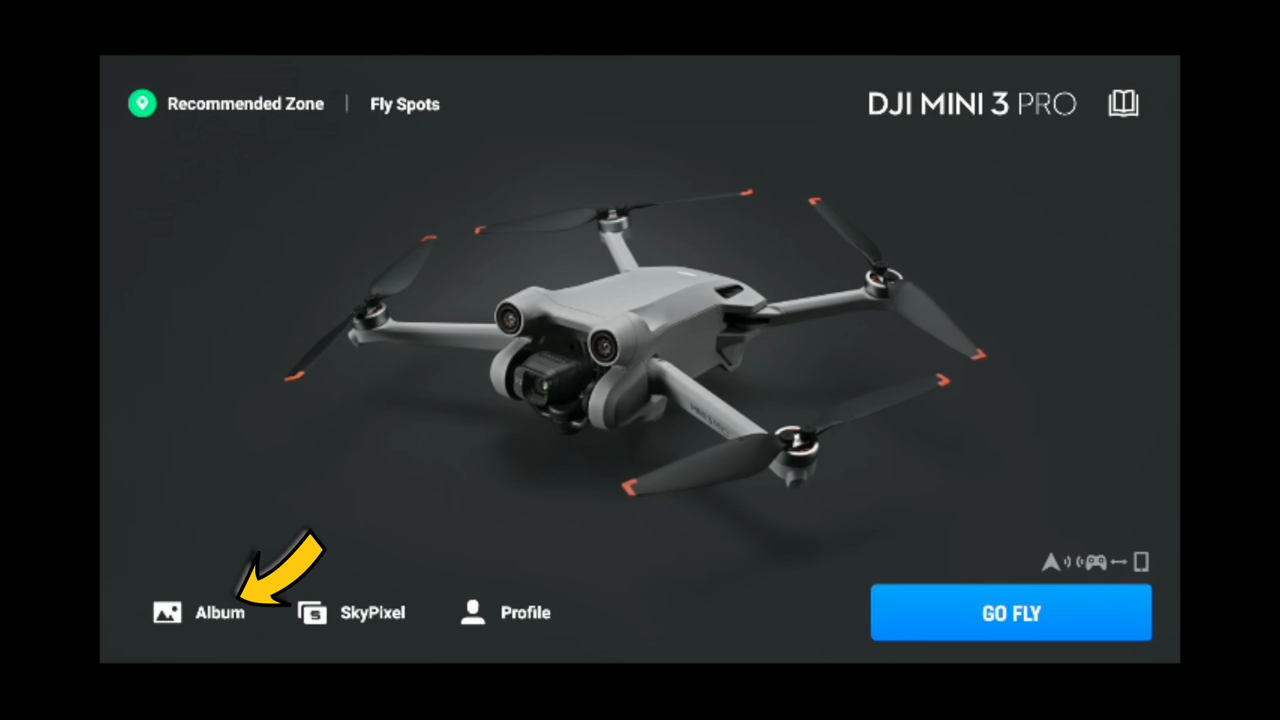 Recommended Zone | Fly Spots
DJI MINI 3 PRO
Album
SkyPixel
Profile
GO FLY